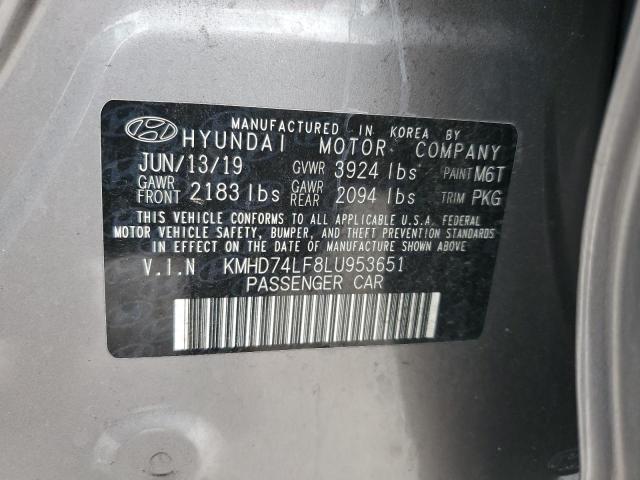 MANUFACTURED IN KOREA BY
HYUNDAI MOTOR COMPANY
JUN/13/19 GVWR 3924 lbs PAINT M6T
GAWR FRONT 2183 lbs GAWR REAR 2094 lbs TRIM PKG
THIS VEHICLE CONFORMS TO ALL APPLICABLE U.S.A. FEDERAL
MOTOR VEHICLE SAFETY, BUMPER, AND THEFT PREVENTION STANDARDS
IN EFFECT ON THE DATE OF MANUFACTURE SHOWN ABOVE.
V.I.N KMHD74LF8LU953651
PASSENGER CAR